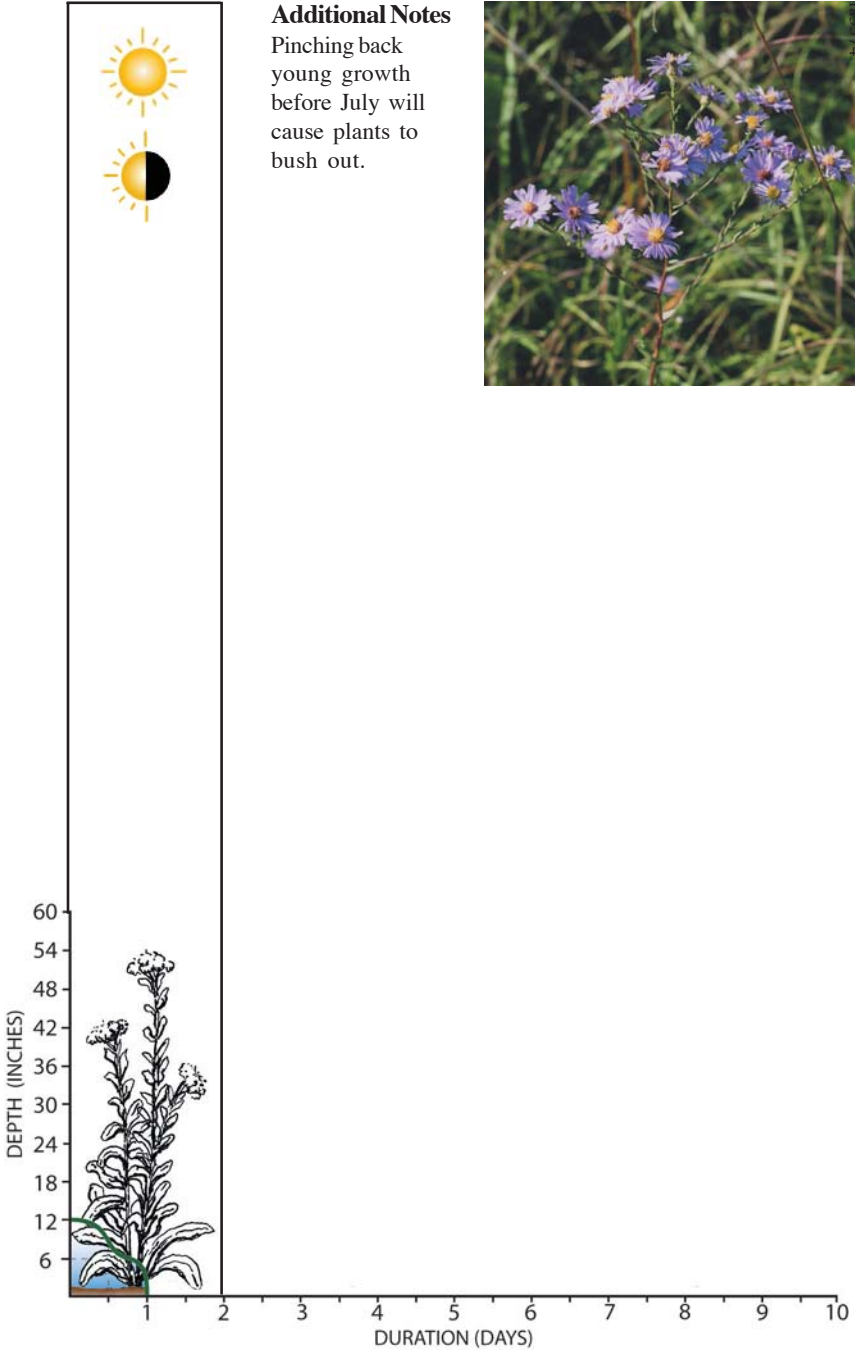 Additional Notes
Pinching back
young growth
before July will
cause plants to
bush out.
60
54
48
42
36
30
24
18
12
6
DEPTH (INCHES)
1 2 3 4 5 6 7 8 9 10
DURATION (DAYS)